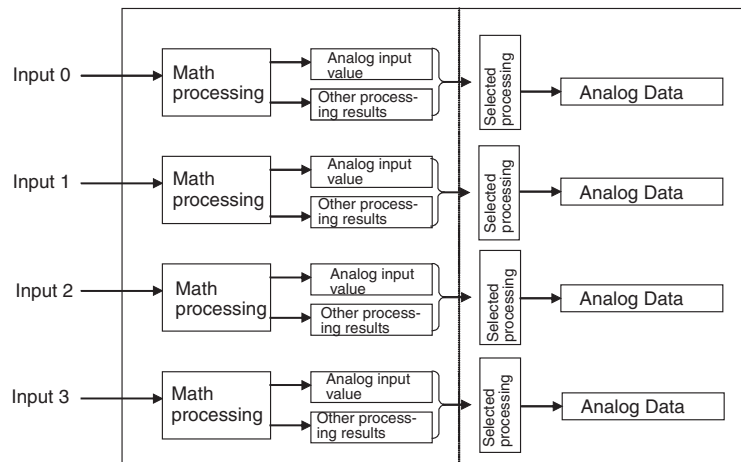 Input 0
Math
processing
Analog input
value
Other process-
ing results
Selected
processing
Analog Data
Input 1
Math
processing
Analog input
value
Other process-
ing results
Selected
processing
Analog Data
Input 2
Math
processing
Analog input
value
Other process-
ing results
Selected
processing
Analog Data
Input 3
Math
processing
Analog input
value
Other process-
ing results
Selected
processing
Analog Data